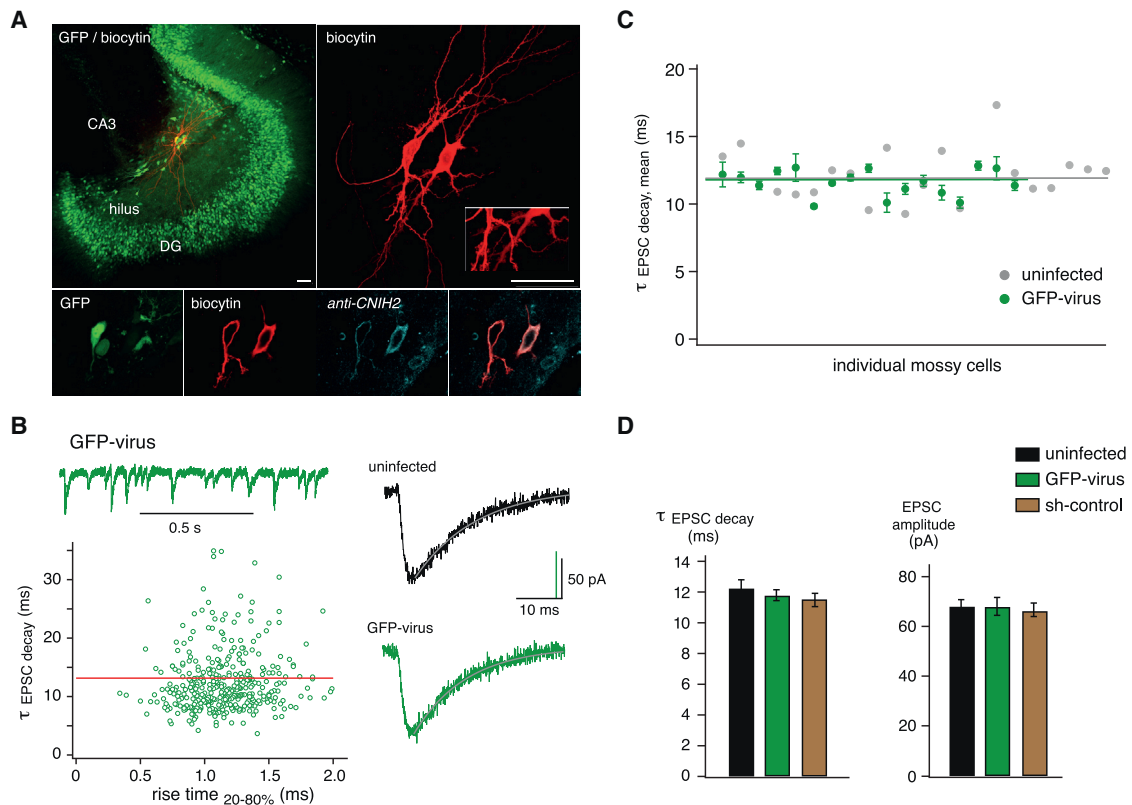 A
GFP / biocytin
CA3
hilus
DG
biocytin
GFP
biocytin
anti-CNIH2
B
GFP-virus
0.5 s
τ EPSC decay (ms)
30
20
10
0
0
0.5
1.0
1.5
2.0
rise time 20-80% (ms)
uninfected
50 pA
10 ms
GFP-virus
C
τ EPSC decay, mean (ms)
20
15
10
5
0
uninfected
GFP-virus
individual mossy cells
D
uninfected
GFP-virus
sh-control
τ EPSC decay
(ms)
14
12
10
8
6
4
2
0
EPSC
amplitude
(pA)
80
60
40
20
0